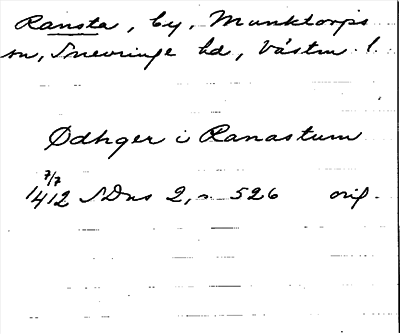 Ransta, by, Munktorps
sn, Snevringe hd, Västm. l.
Ødhger i Ranastum
7/7
1412 SDns 2, n 526 orig.